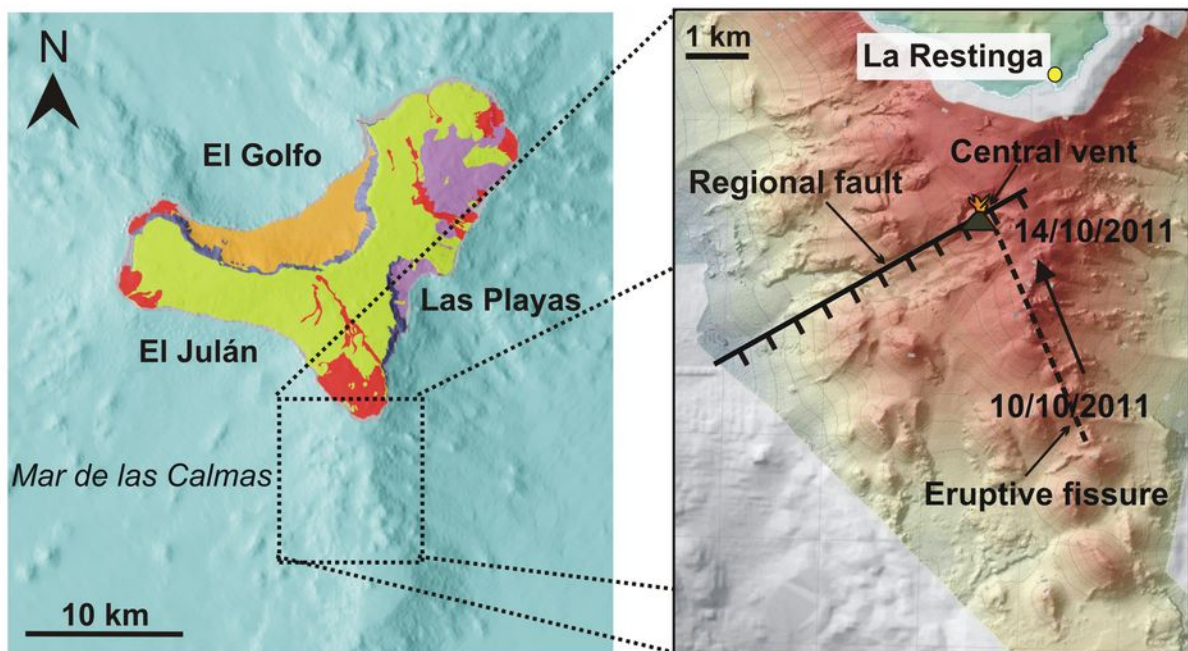 N
El Golfo
Las Playas
El Julán
Mar de las Calmas
10 km
1 km
La Restinga
Central vent
Regional fault
14/10/2011
10/10/2011
Eruptive fissure